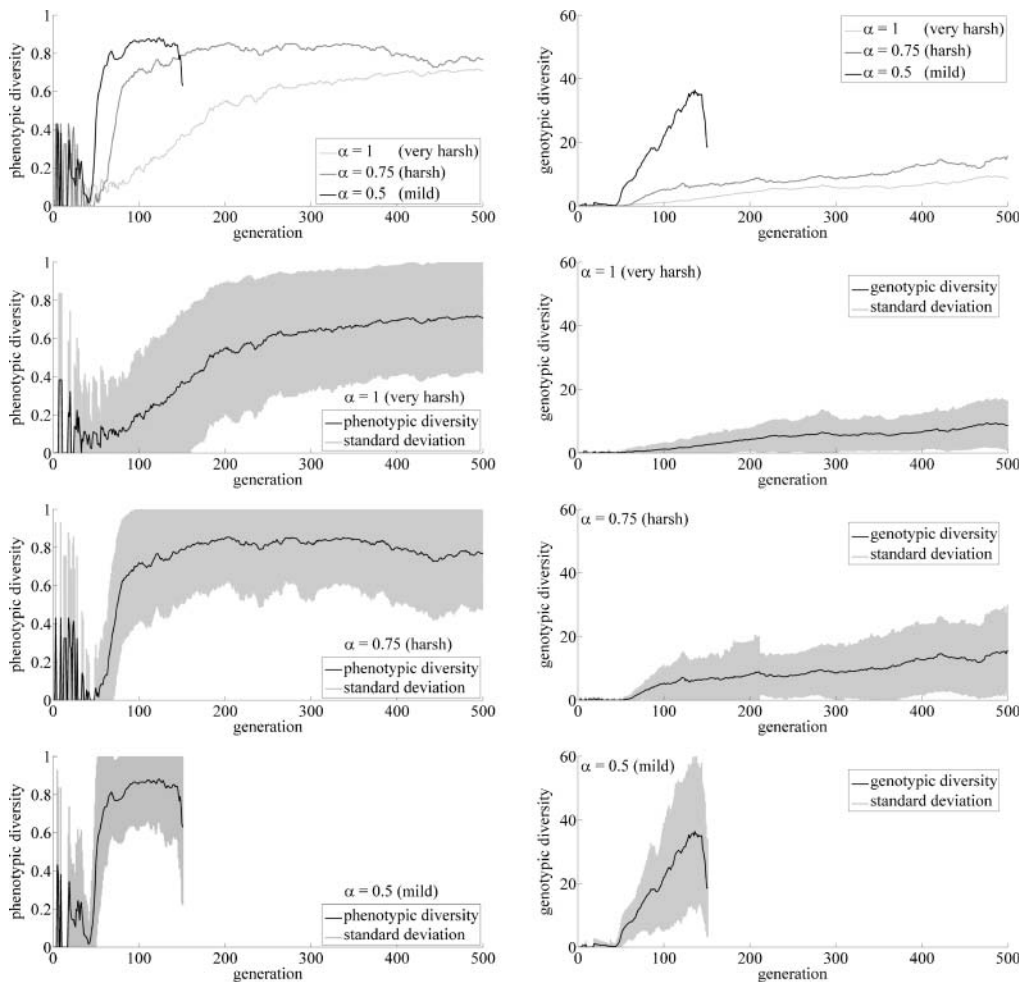 1
0.8
0.6
0.4
0.2
0
phenotypic diversity
α = 1 (very harsh)
α = 0.75 (harsh)
α = 0.5 (mild)
0 100 200 300 400 500
generation
60
40
20
0
genotypic diversity
α = 1 (very harsh)
α = 0.75 (harsh)
α = 0.5 (mild)
0 100 200 300 400 500
generation
1
0.8
0.6
0.4
0.2
0
phenotypic diversity
α = 1 (very harsh)
phenotypic diversity
standard deviation
0 100 200 300 400 500
generation
60
40
20
0
genotypic diversity
α = 1 (very harsh)
genotypic diversity
standard deviation
0 100 200 300 400 500
generation
1
0.8
0.6
0.4
0.2
0
phenotypic diversity
α = 0.75 (harsh)
phenotypic diversity
standard deviation
0 100 200 300 400 500
generation
60
40
20
0
genotypic diversity
α = 0.75 (harsh)
genotypic diversity
standard deviation
0 100 200 300 400 500
generation
1
0.8
0.6
0.4
0.2
0
phenotypic diversity
α = 0.5 (mild)
phenotypic diversity
standard deviation
0 100 200 300 400 500
generation
60
40
20
0
genotypic diversity
α = 0.5 (mild)
genotypic diversity
standard deviation
0 100 200 300 400 500
generation